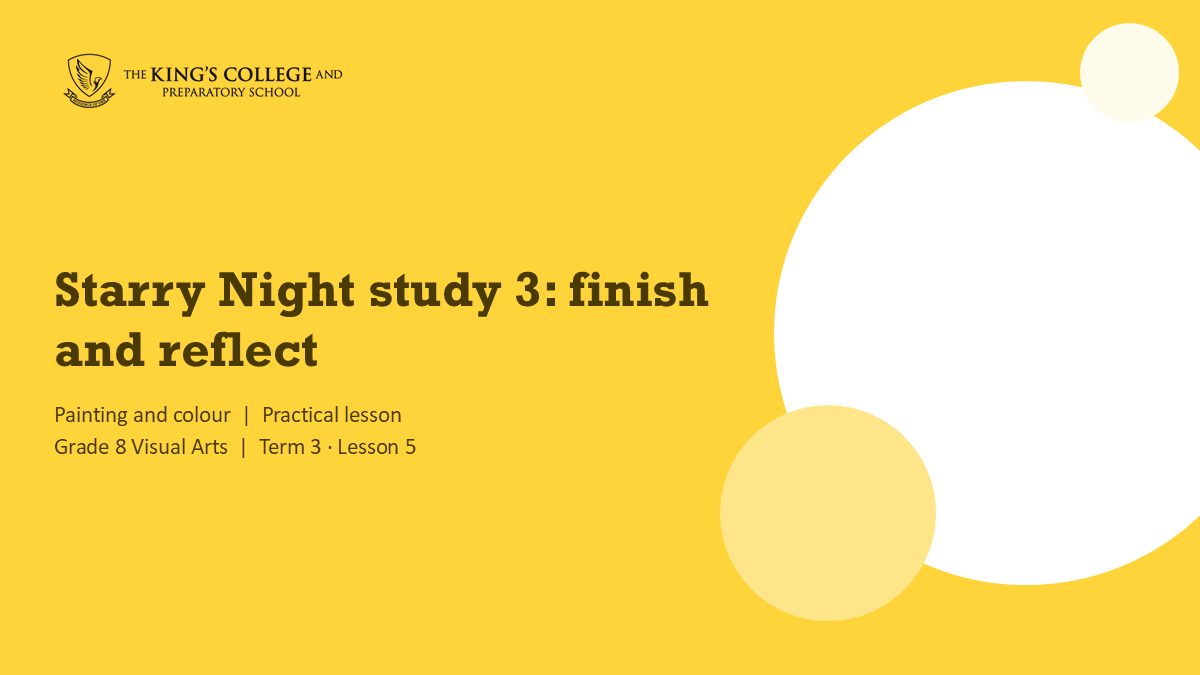 THE KING'S COLLEGE AND
PREPARATORY SCHOOL
Starry Night study 3: finish
and reflect
Painting and colour | Practical lesson
Grade 8 Visual Arts | Term 3 · Lesson 5